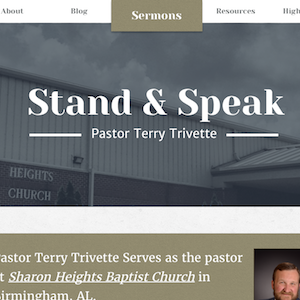 About Blog Sermons Resources High
Stand & Speak
Pastor Terry Trivette
HEIGHTS
CHURCH
astor Terry Trivette Serves as the pastor
t Sharon Heights Baptist Church in
irmingham, AL.